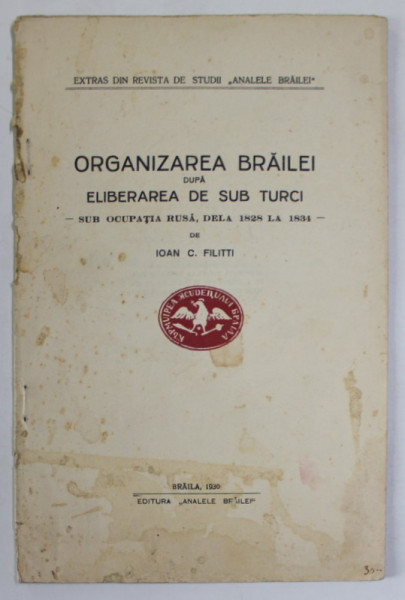 EXTRAS DIN REVISTA DE STUDII „ANALELE BRĂILEI"
ORGANIZAREA BRĂILEI
DUPĂ
ELIBERAREA DE SUB TURCI
— SUB OCUPAȚIA RUSĂ, DELA 1828 LA 1834 —
DE
IOAN C. FILITTI
BRĂILA, 1930
EDITURA „ANALELE BRĂILEI"